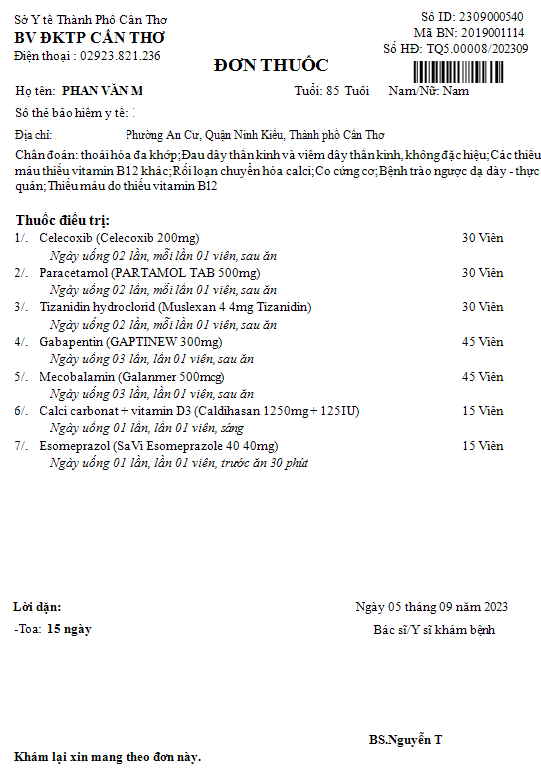 Sở Y tế Thành Phố Cần Thơ
BV ĐKTP CẦN THƠ
Điện thoại : 02923.821.236
Số ID: 2309000540
Mã BN: 2019001114
Số HĐ: TQ5.00008/202309
ĐƠN THUỐC
Họ tên: PHAN VĂN M
Tuổi: 85 Tuổi Nam/Nữ: Nam
Số thẻ bảo hiểm y tế:
Địa chỉ: Phường An Cư, Quận Ninh Kiều, Thành phố Cần Thơ
Chẩn đoán: thoái hóa đa khớp;Đau dây thần kinh và viêm dây thần kinh, không đặc hiệu;Các thiếu
máu thiếu vitamin B12 khác;Rối loạn chuyển hóa calci;Co cứng cơ;Bệnh trào ngược dạ dày - thực
quản;Thiếu máu do thiếu vitamin B12
Thuốc điều trị:
1/. Celecoxib (Celecoxib 200mg) 30 Viên
Ngày uống 02 lần, mỗi lần 01 viên, sau ăn
2/. Paracetamol (PARTAMOL TAB 500mg) 30 Viên
Ngày uống 02 lần, mỗi lần 01 viên, sau ăn
3/. Tizanidin hydroclorid (Muslexan 4 4mg Tizanidin) 30 Viên
Ngày uống 02 lần, mỗi lần 01 viên, sau ăn
4/. Gabapentin (GAPTINEW 300mg) 45 Viên
Ngày uống 03 lần, lần 01 viên, sau ăn
5/. Mecobalamin (Galanmer 500mcg) 45 Viên
Ngày uống 03 lần, lần 01 viên, sau ăn
6/. Calci carbonat + vitamin D3 (Caldihasan 1250mg + 125IU) 15 Viên
Ngày uống 01 lần, lần 01 viên, sáng
7/. Esomeprazol (SaVi Esomeprazole 40 40mg) 15 Viên
Ngày uống 01 lần, lần 01 viên, trước ăn 30 phút
Lời dặn:
-Toa: 15 ngày
Ngày 05 tháng 09 năm 2023
Bác sĩ/Y sĩ khám bệnh
BS.Nguyễn T
Khám lại xin mang theo đơn này.